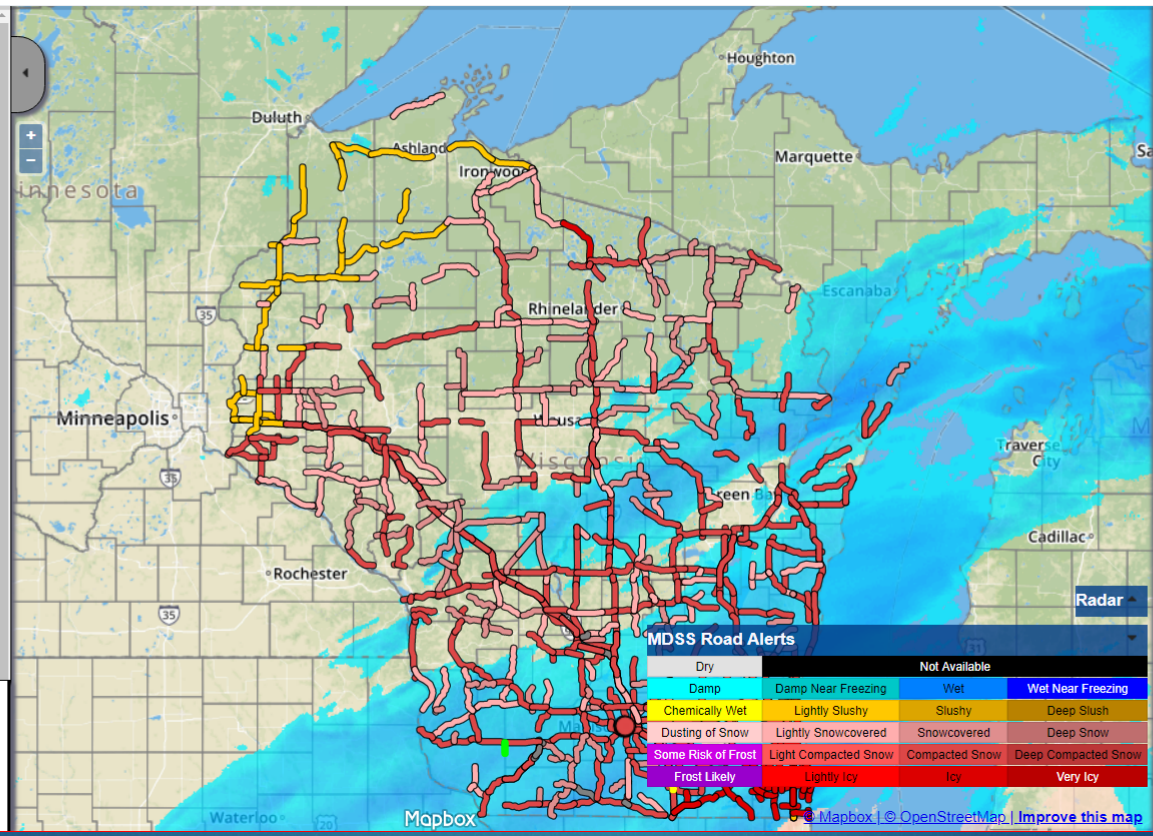 Houghton
Duluth
Ashland
Marquette
Sa
Ironwood
innesota
Escanaba
35
Rhinelander
Minneapolis
Wausau
Traverse
City
Wisconsin
35
Green Bay
Cadillac
Rochester
Radar
35
MDSS Road Alerts
31
Dry
Not Available
Damp
Damp Near Freezing
Wet
Wet Near Freezing
Chemically Wet
Lightly Slushy
Slushy
Deep Slush
Dusting of Snow
Lightly Snowcovered
Snowcovered
Deep Snow
Some Risk of Frost
Light Compacted Snow
Compacted Snow
Deep Compacted Snow
Frost Likely
Lightly Icy
Icy
Very Icy
Waterloo
20
Mapbox
© Mapbox | © OpenStreetMap | Improve this map